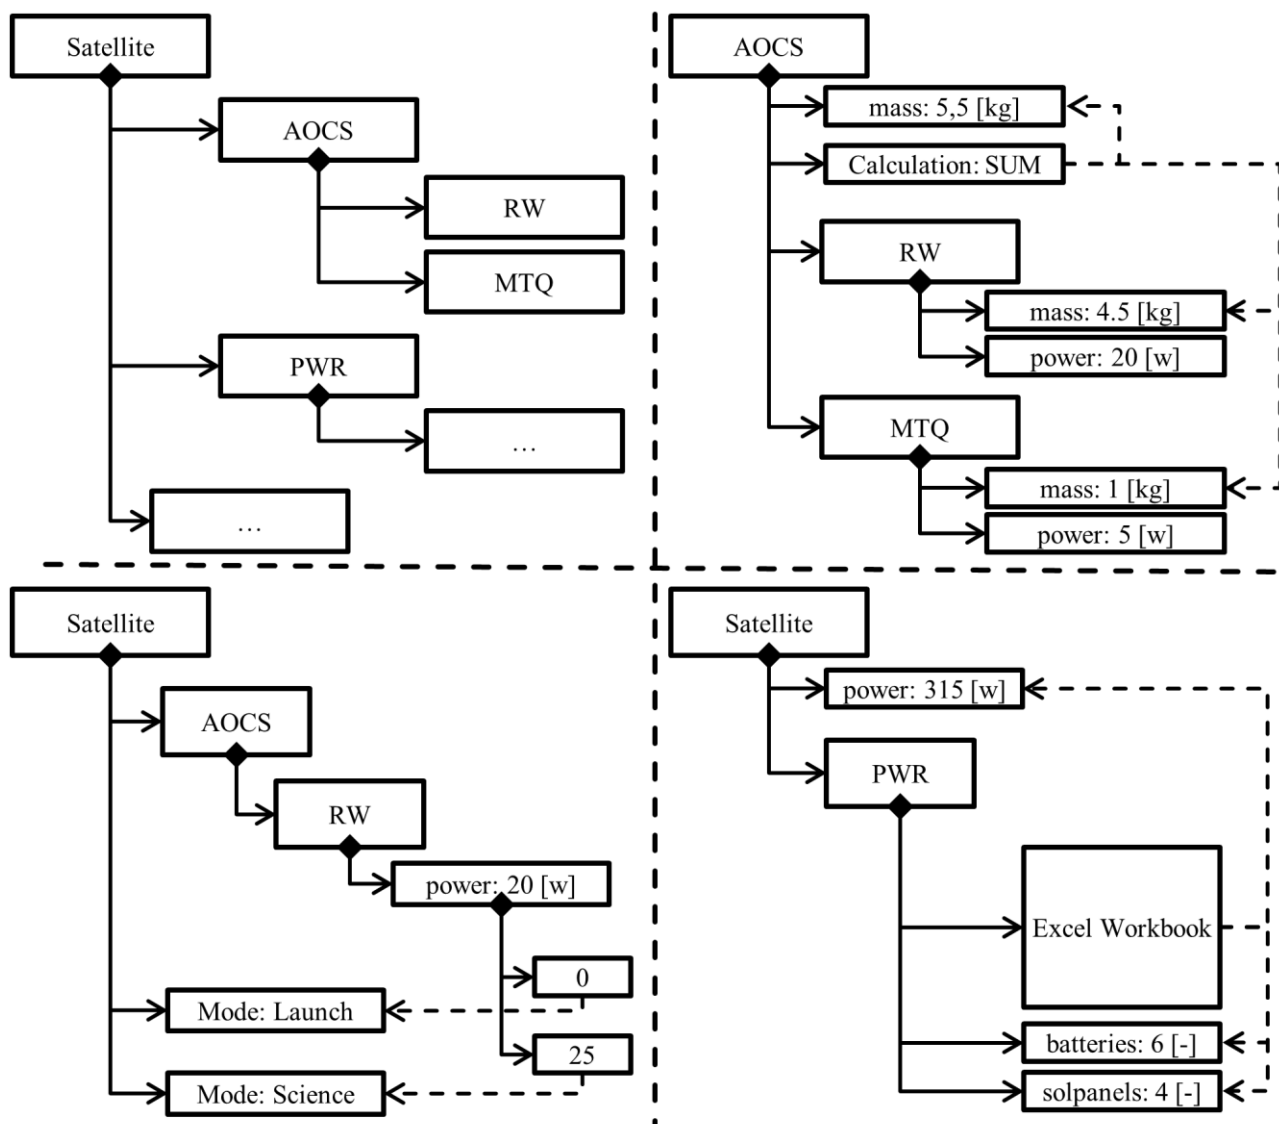 Satellite
AOCS
RW
MTQ
PWR
...
...
AOCS
mass: 5,5 [kg]
Calculation: SUM
RW
mass: 4.5 [kg]
power: 20 [w]
MTQ
mass: 1 [kg]
power: 5 [w]
Satellite
AOCS
RW
power: 20 [w]
0
Mode: Launch
25
Mode: Science
Satellite
power: 315 [w]
PWR
Excel Workbook
batteries: 6 [-]
solpanels: 4 [-]